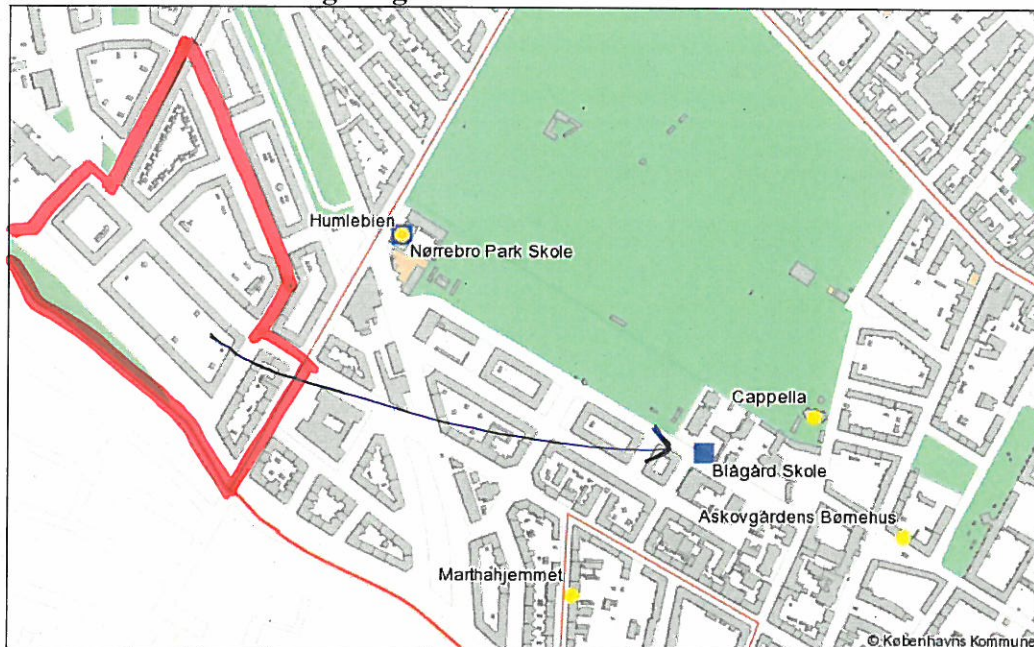 Humlebien
Nørrebro Park Skole
Cappella
Blågård Skole
Askovgårdens Børnehus
Marthahjemmet
© Københavns Kommune